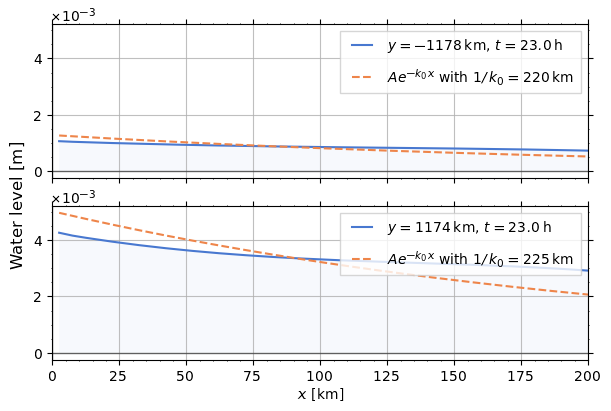 ×10⁻³
4
2
0
y = −1178 km, t = 23.0 h
Ae^{−k₀x} with 1/k₀ = 220 km
×10⁻³
4
2
0
y = 1174 km, t = 23.0 h
Ae^{−k₀x} with 1/k₀ = 225 km
Water level [m]
0 25 50 75 100 125 150 175 200
x [km]